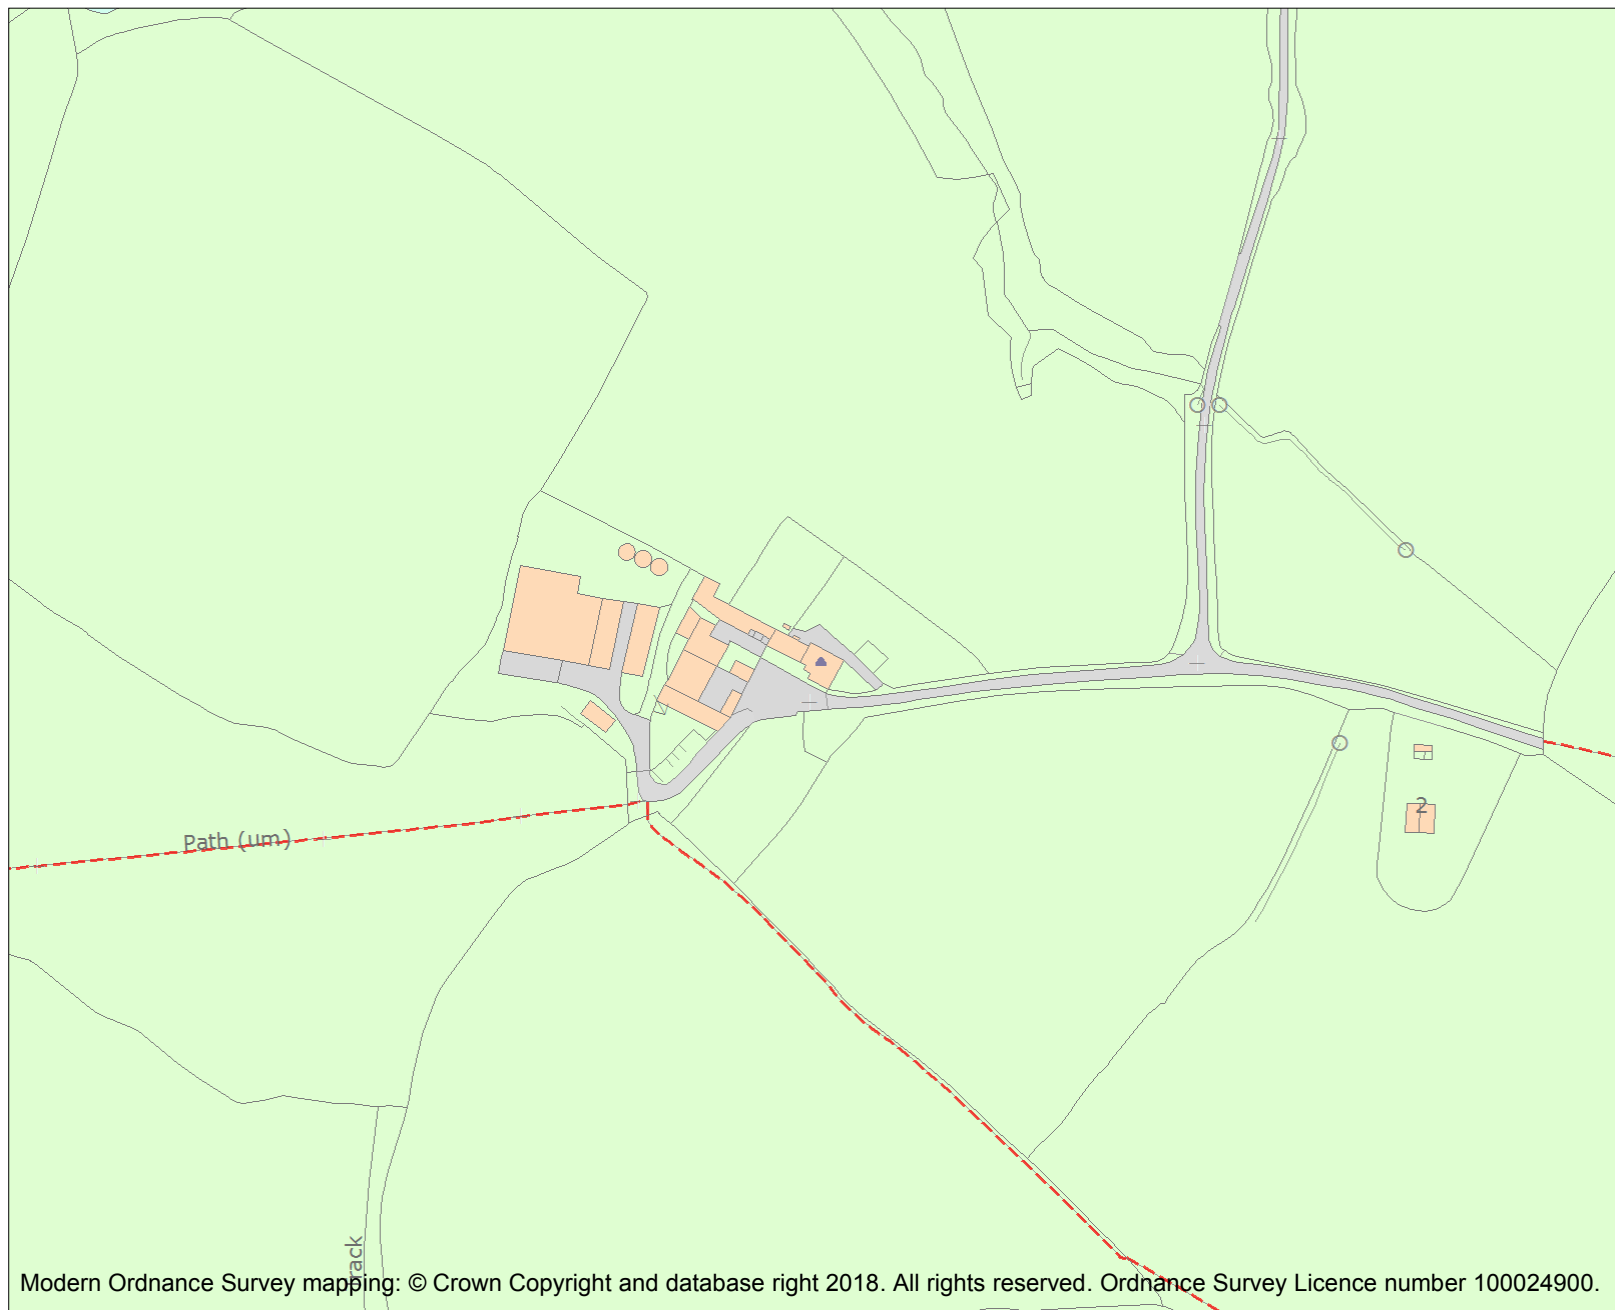 2
Path (um)
Track
Modern Ordnance Survey mapping: © Crown Copyright and database right 2018. All rights reserved. Ordnance Survey Licence number 100024900.